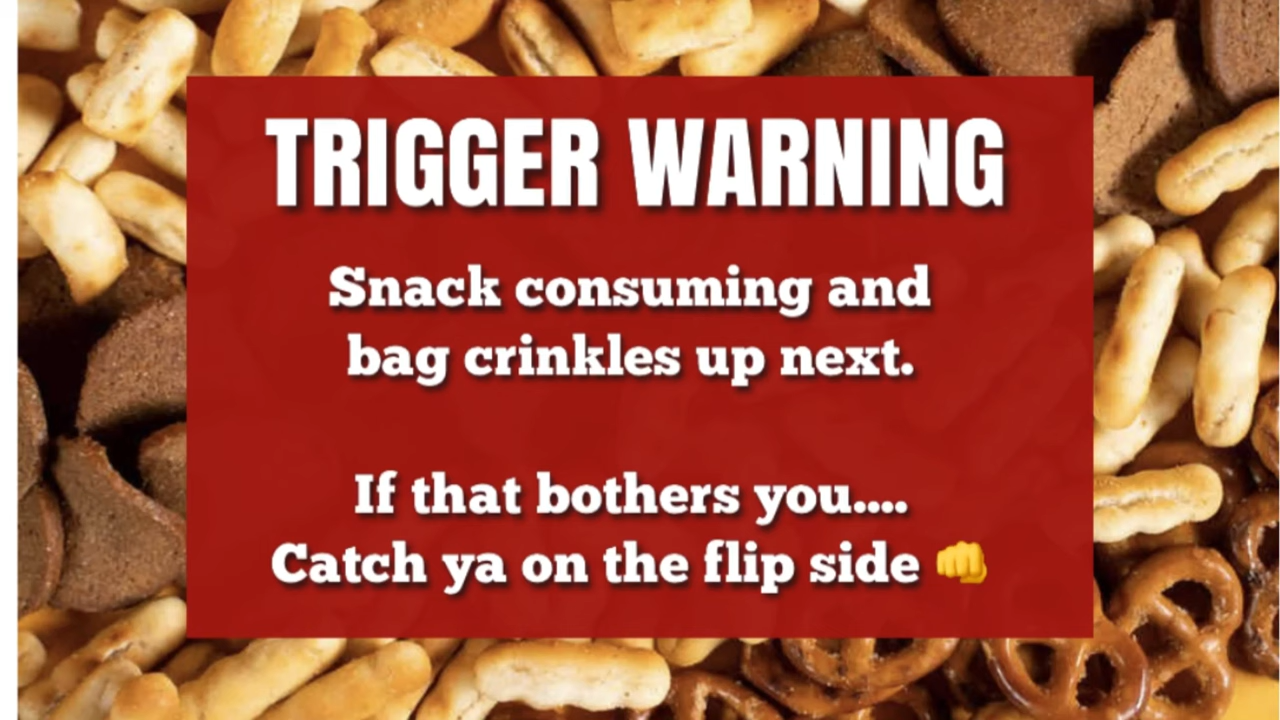 TRIGGER WARNING
Snack consuming and
bag crinkles up next.
If that bothers you....
Catch ya on the flip side 👊